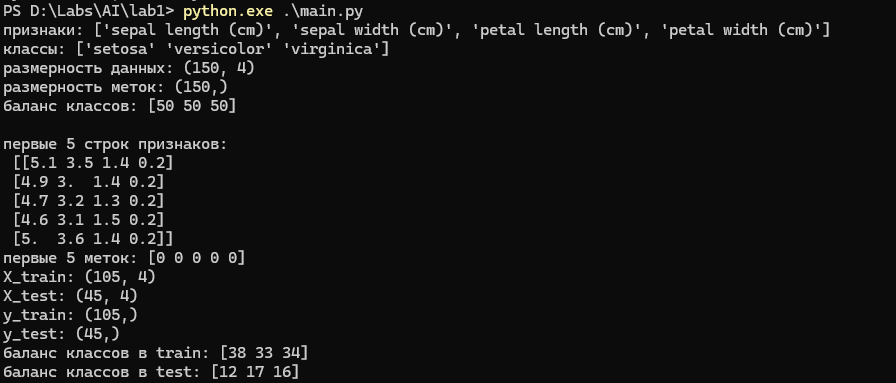 PS D:\Labs\AI\lab1> python.exe .\main.py
признаки: ['sepal length (cm)', 'sepal width (cm)', 'petal length (cm)', 'petal width (cm)']
классы: ['setosa' 'versicolor' 'virginica']
размерность данных: (150, 4)
размерность меток: (150,)
баланс классов: [50 50 50]

первые 5 строк признаков:
 [[5.1 3.5 1.4 0.2]
 [4.9 3.  1.4 0.2]
 [4.7 3.2 1.3 0.2]
 [4.6 3.1 1.5 0.2]
 [5.  3.6 1.4 0.2]]
первые 5 меток: [0 0 0 0 0]
X_train: (105, 4)
X_test: (45, 4)
y_train: (105,)
y_test: (45,)
баланс классов в train: [38 33 34]
баланс классов в test: [12 17 16]